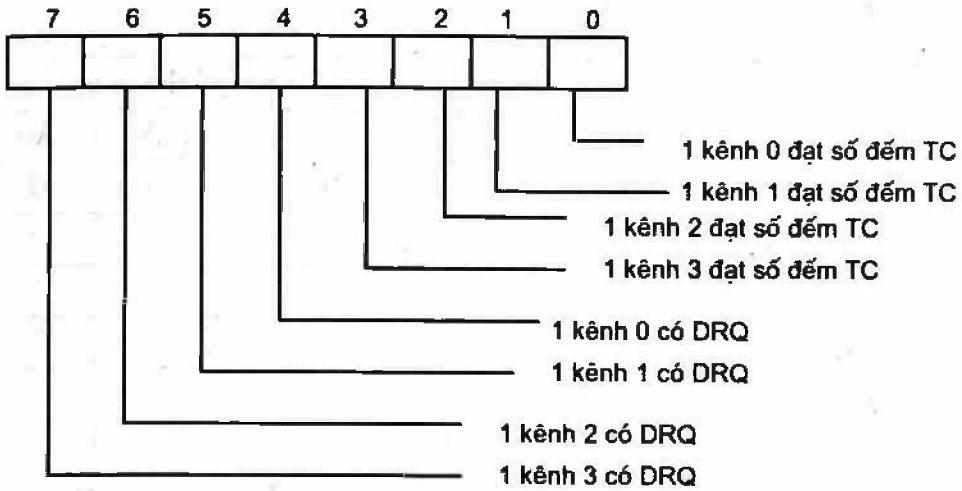 7 6 5 4 3 2 1 0
1 kênh 0 đạt số đếm TC
1 kênh 1 đạt số đếm TC
1 kênh 2 đạt số đếm TC
1 kênh 3 đạt số đếm TC
1 kênh 0 có DRQ
1 kênh 1 có DRQ
1 kênh 2 có DRQ
1 kênh 3 có DRQ